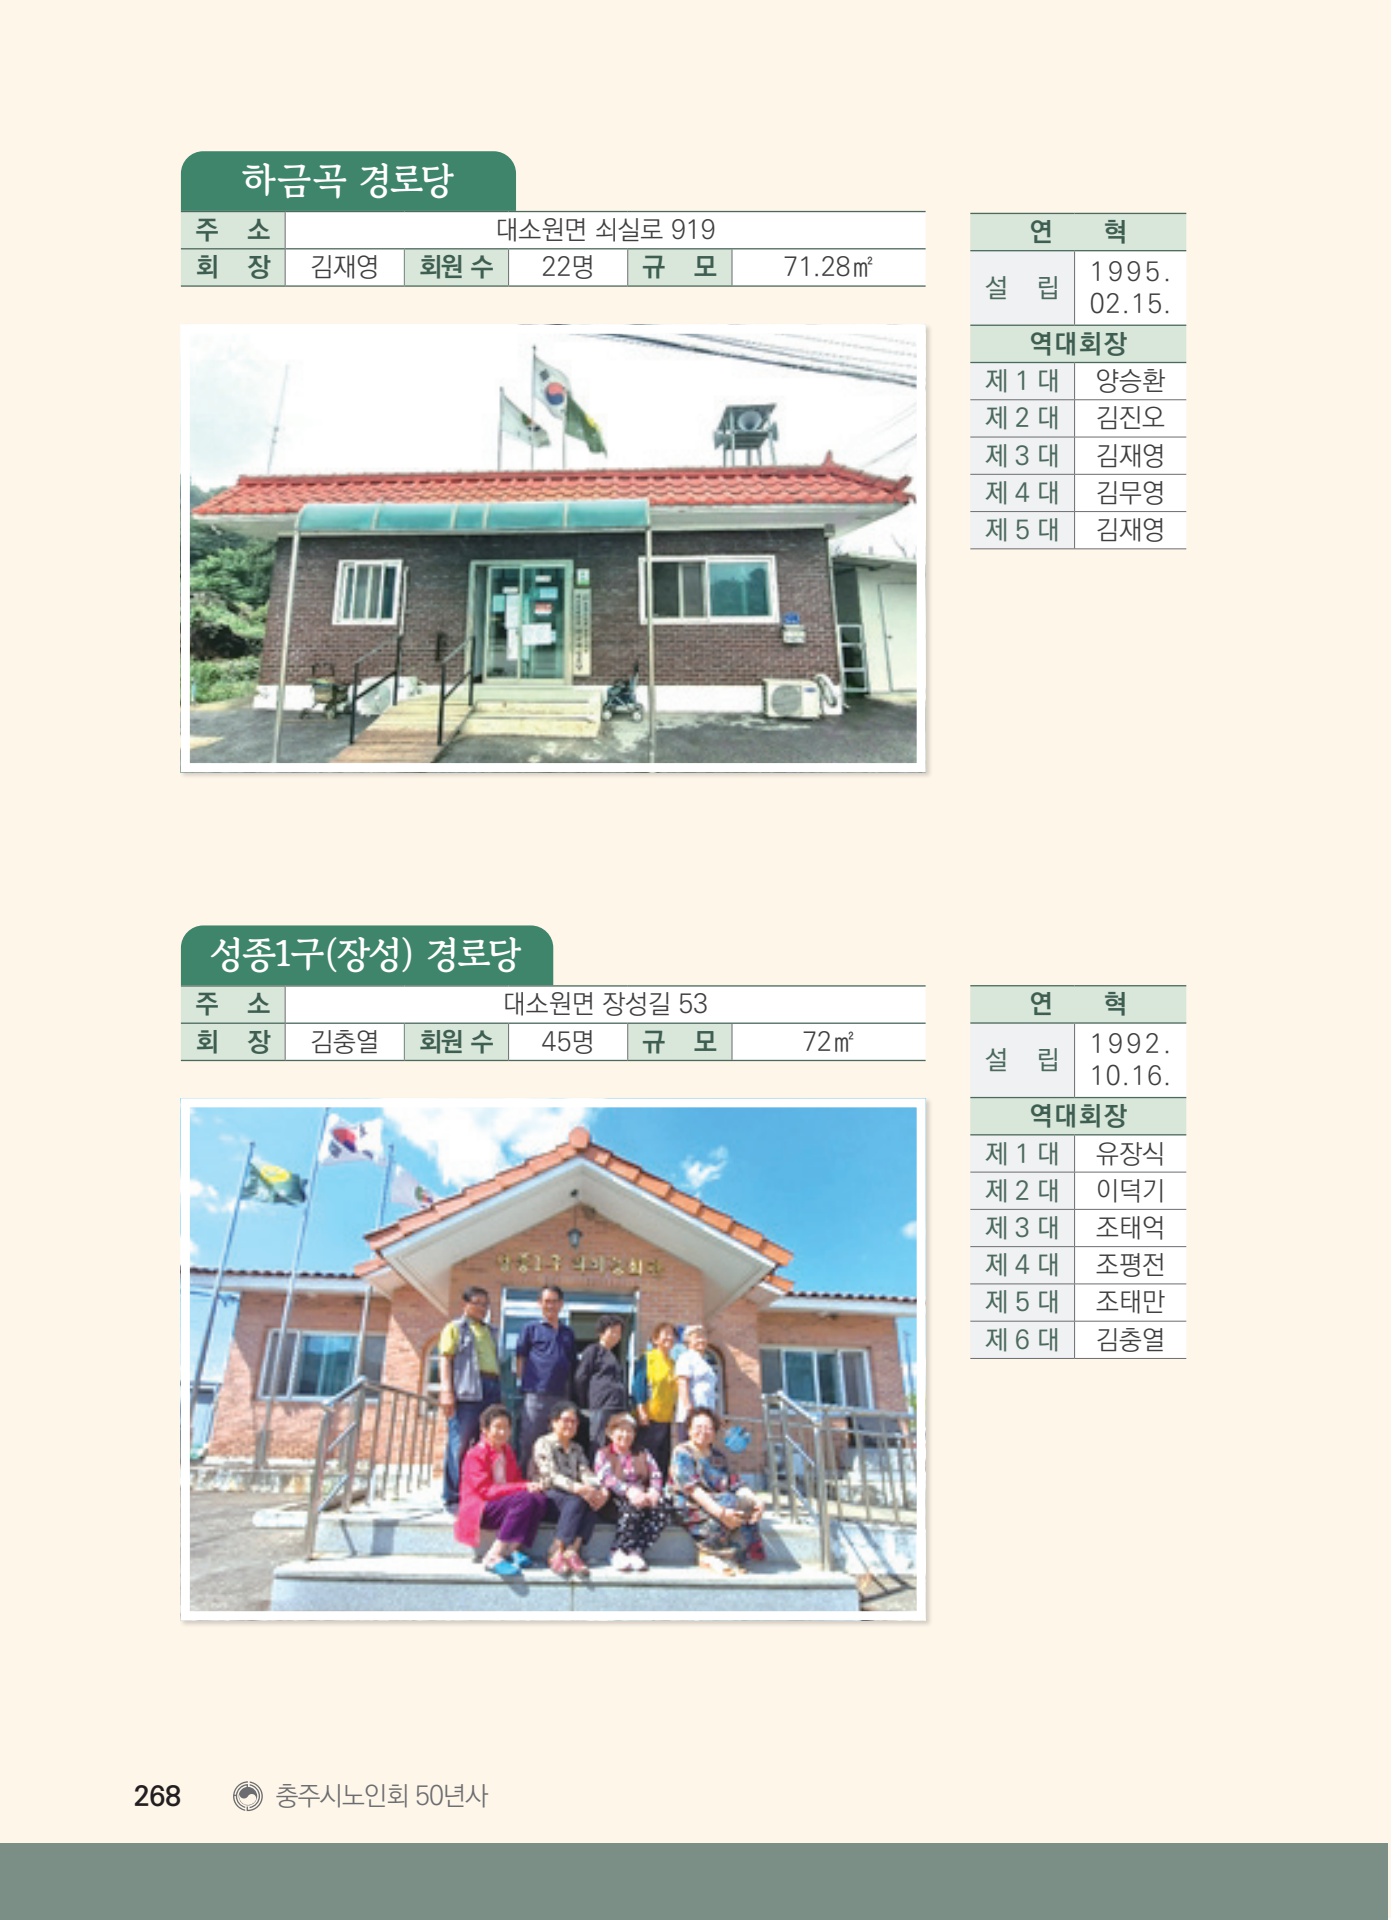 하금곡 경로당
주 소 대소원면 쇠실로 919
회 장 김재영 회원 수 22명 규 모 71.28㎡
연 혁
설 립 1995. 02.15.
역대회장
제 1 대 양승환
제 2 대 김진오
제 3 대 김재영
제 4 대 김무영
제 5 대 김재영
성종1구(장성) 경로당
주 소 대소원면 장성길 53
회 장 김충열 회원 수 45명 규 모 72㎡
연 혁
설 립 1992. 10.16.
역대회장
제 1 대 유장식
제 2 대 이덕기
제 3 대 조태억
제 4 대 조평전
제 5 대 조태만
제 6 대 김충열
성종1구
268 충주시노인회 50년사